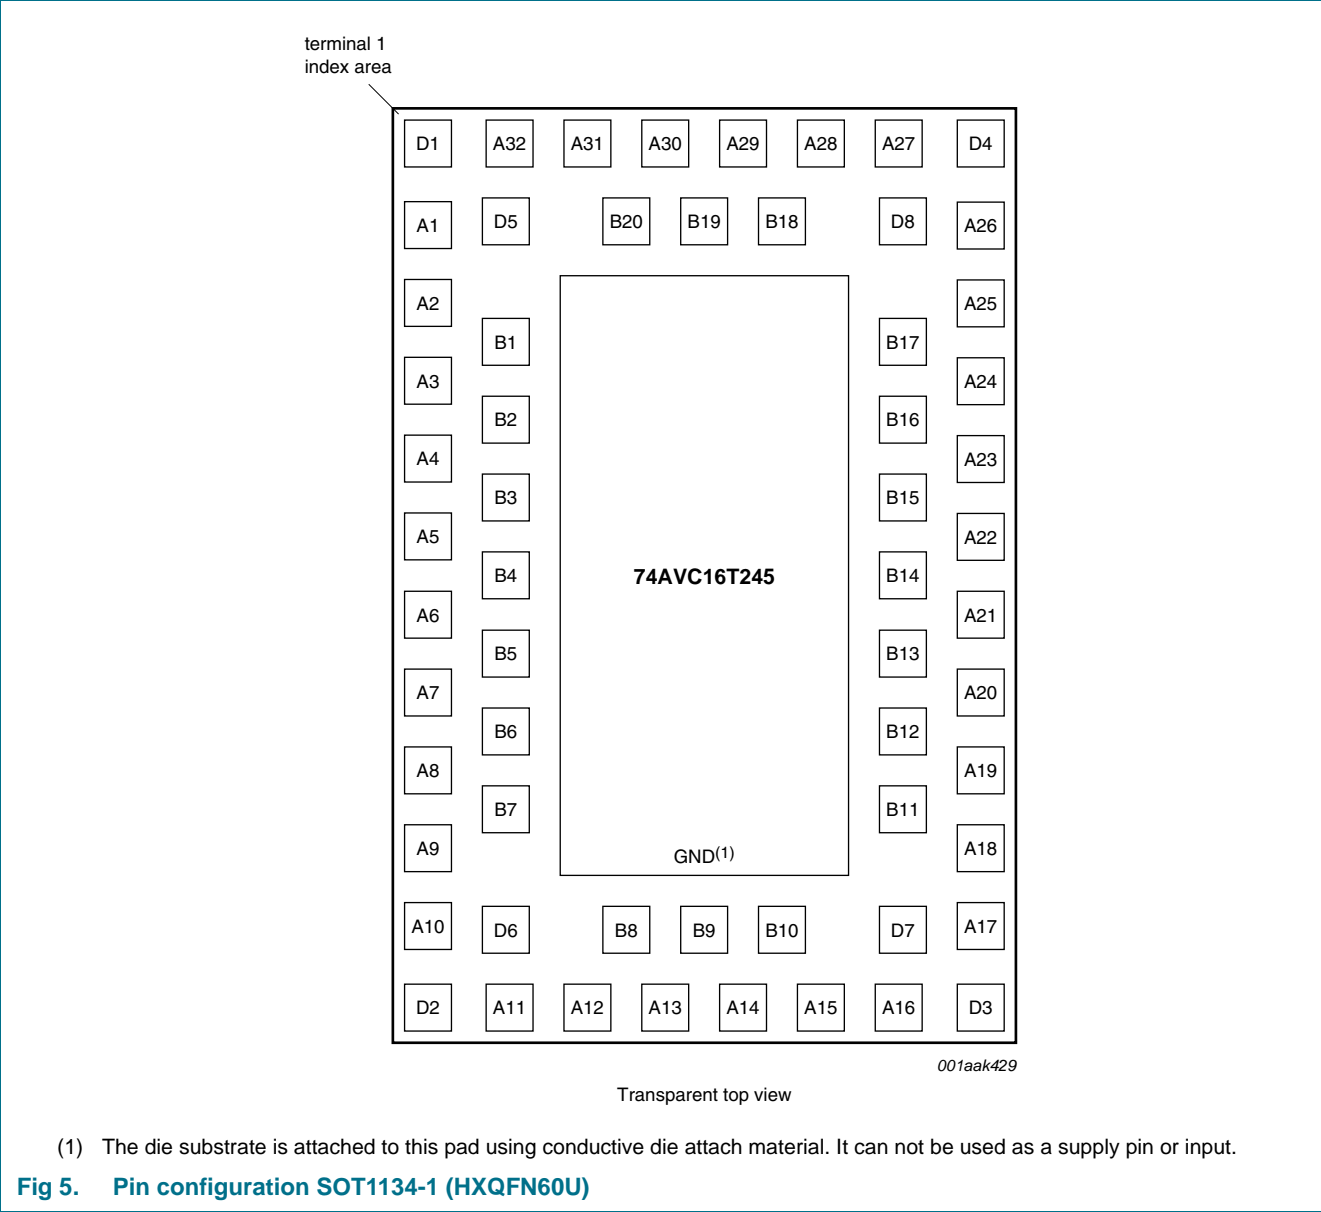 terminal 1
index area
D1 A32 A31 A30 A29 A28 A27 D4
A1 D5 B20 B19 B18 D8 A26
A2 A25
B1 B17
A3 A24
B2 B16
A4 A23
B3 B15
A5 A22
B4 74AVC16T245 B14
A6 A21
B5 B13
A7 A20
B6 B12
A8 A19
B7 B11
A9 GND(1) A18
A10 D6 B8 B9 B10 D7 A17
D2 A11 A12 A13 A14 A15 A16 D3
001aak429
Transparent top view
(1) The die substrate is attached to this pad using conductive die attach material. It can not be used as a supply pin or input.
Fig 5. Pin configuration SOT1134-1 (HXQFN60U)